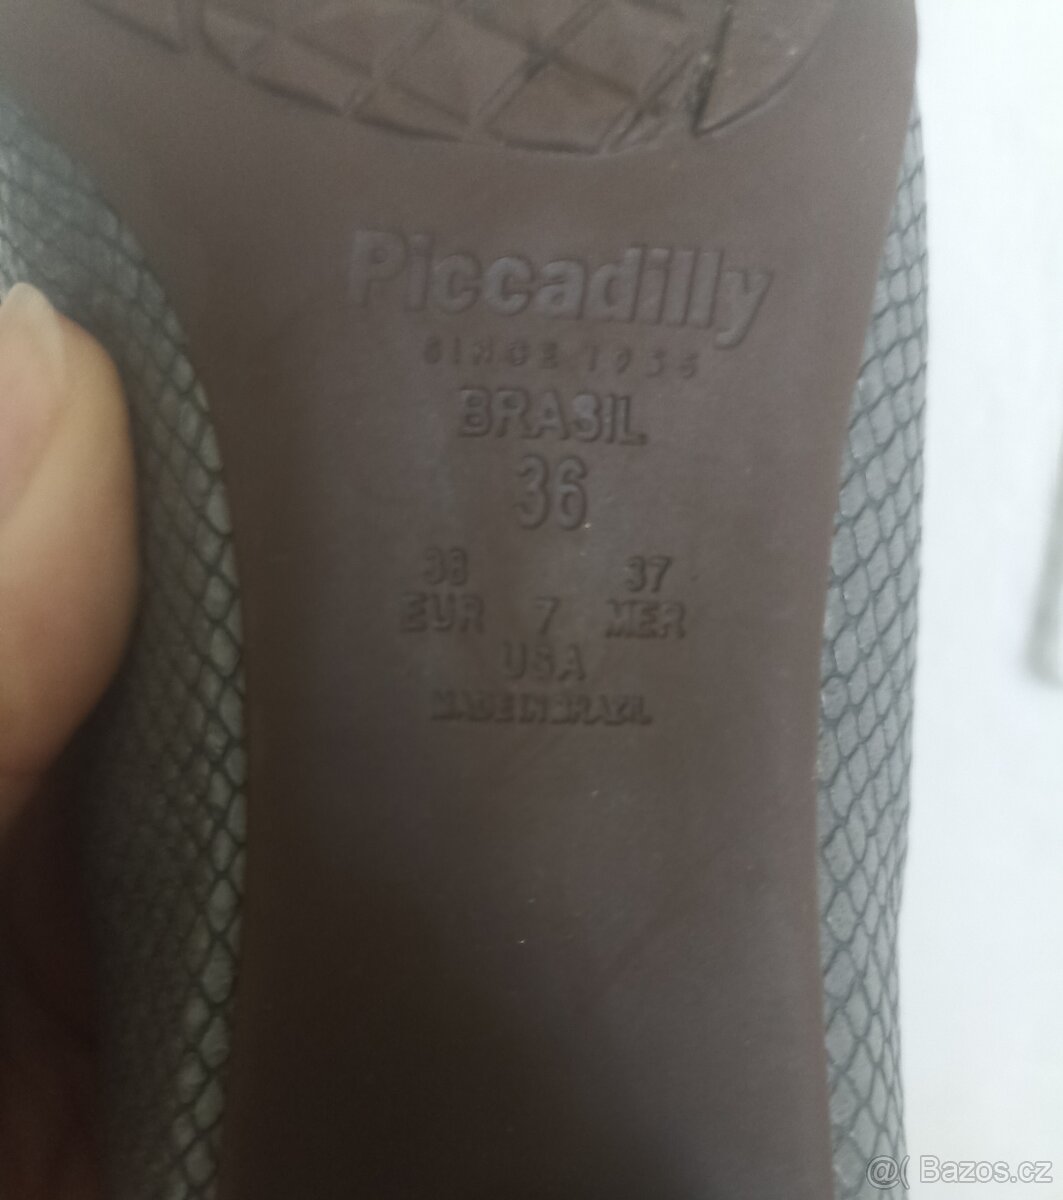 Piccadilly
SINCE 1955
BRASIL
36
38 37
EUR 7 MER
USA
MADE IN BRAZIL
@( Bazos.cz